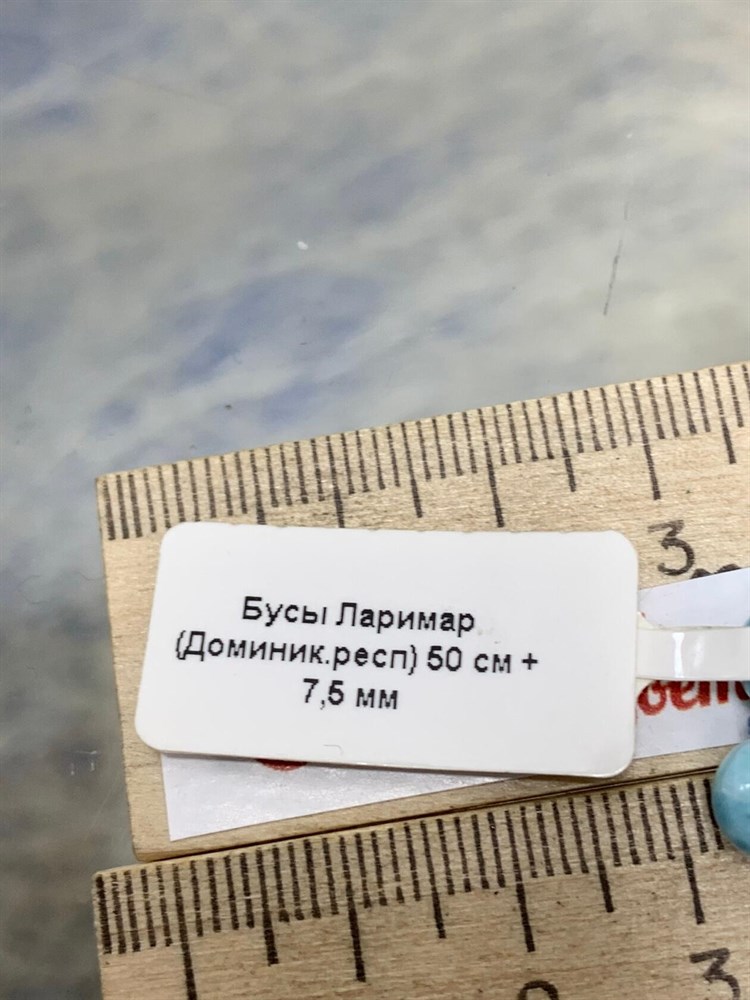 Бусы Ларимар
{Доминик.респ} 50 см +
7,5 мм
3
3